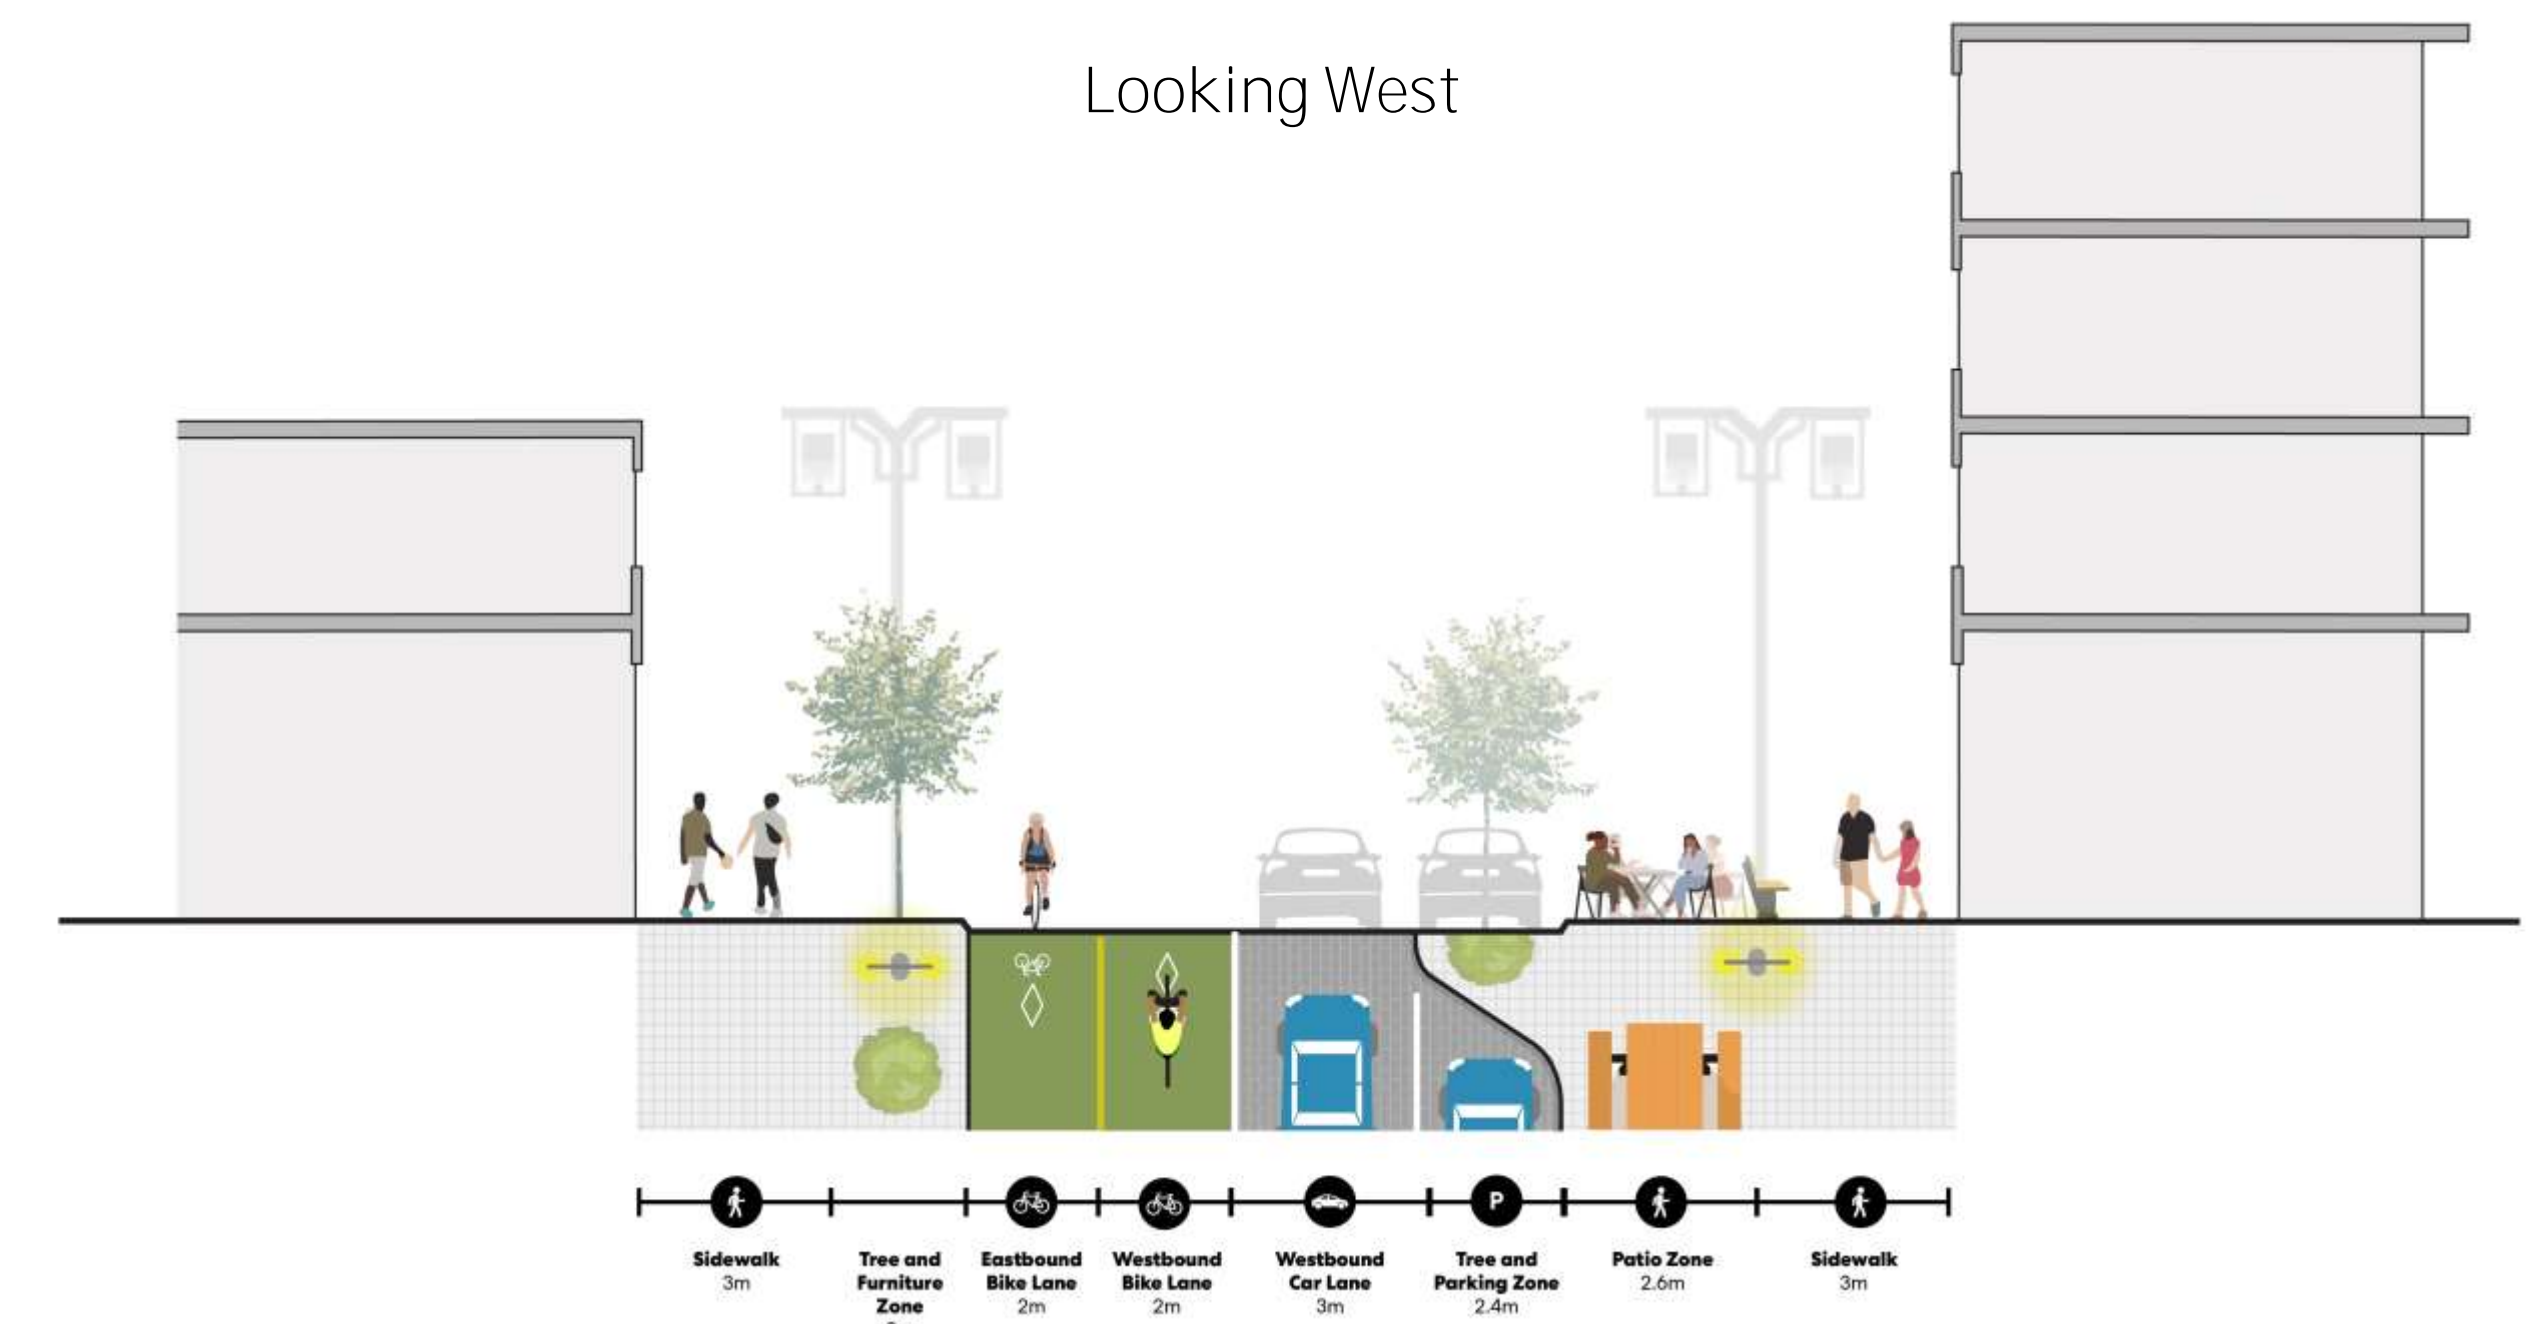 Looking West
P
Sidewalk
3m
Tree and
Furniture
Zone
Eastbound
Bike Lane
2m
Westbound
Bike Lane
2m
Westbound
Car Lane
3m
Tree and
Parking Zone
2.4m
Patio Zone
2.6m
Sidewalk
3m